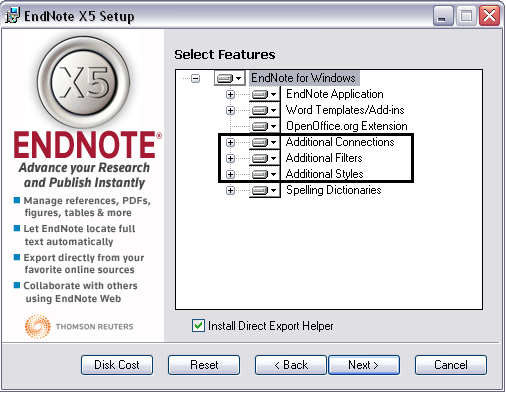 EndNote X5 Setup
X5
ENDNOTE®
Advance your Research
and Publish Instantly
Manage references, PDFs,
figures, tables & more
Let EndNote locate full
text automatically
Export directly from your
favorite online sources
Collaborate with others
using EndNote Web
THOMSON REUTERS
Select Features
EndNote for Windows
EndNote Application
Word Templates/Add-ins
OpenOffice.org Extension
Additional Connections
Additional Filters
Additional Styles
Spelling Dictionaries
Install Direct Export Helper
Disk Cost
Reset
< Back
Next >
Cancel